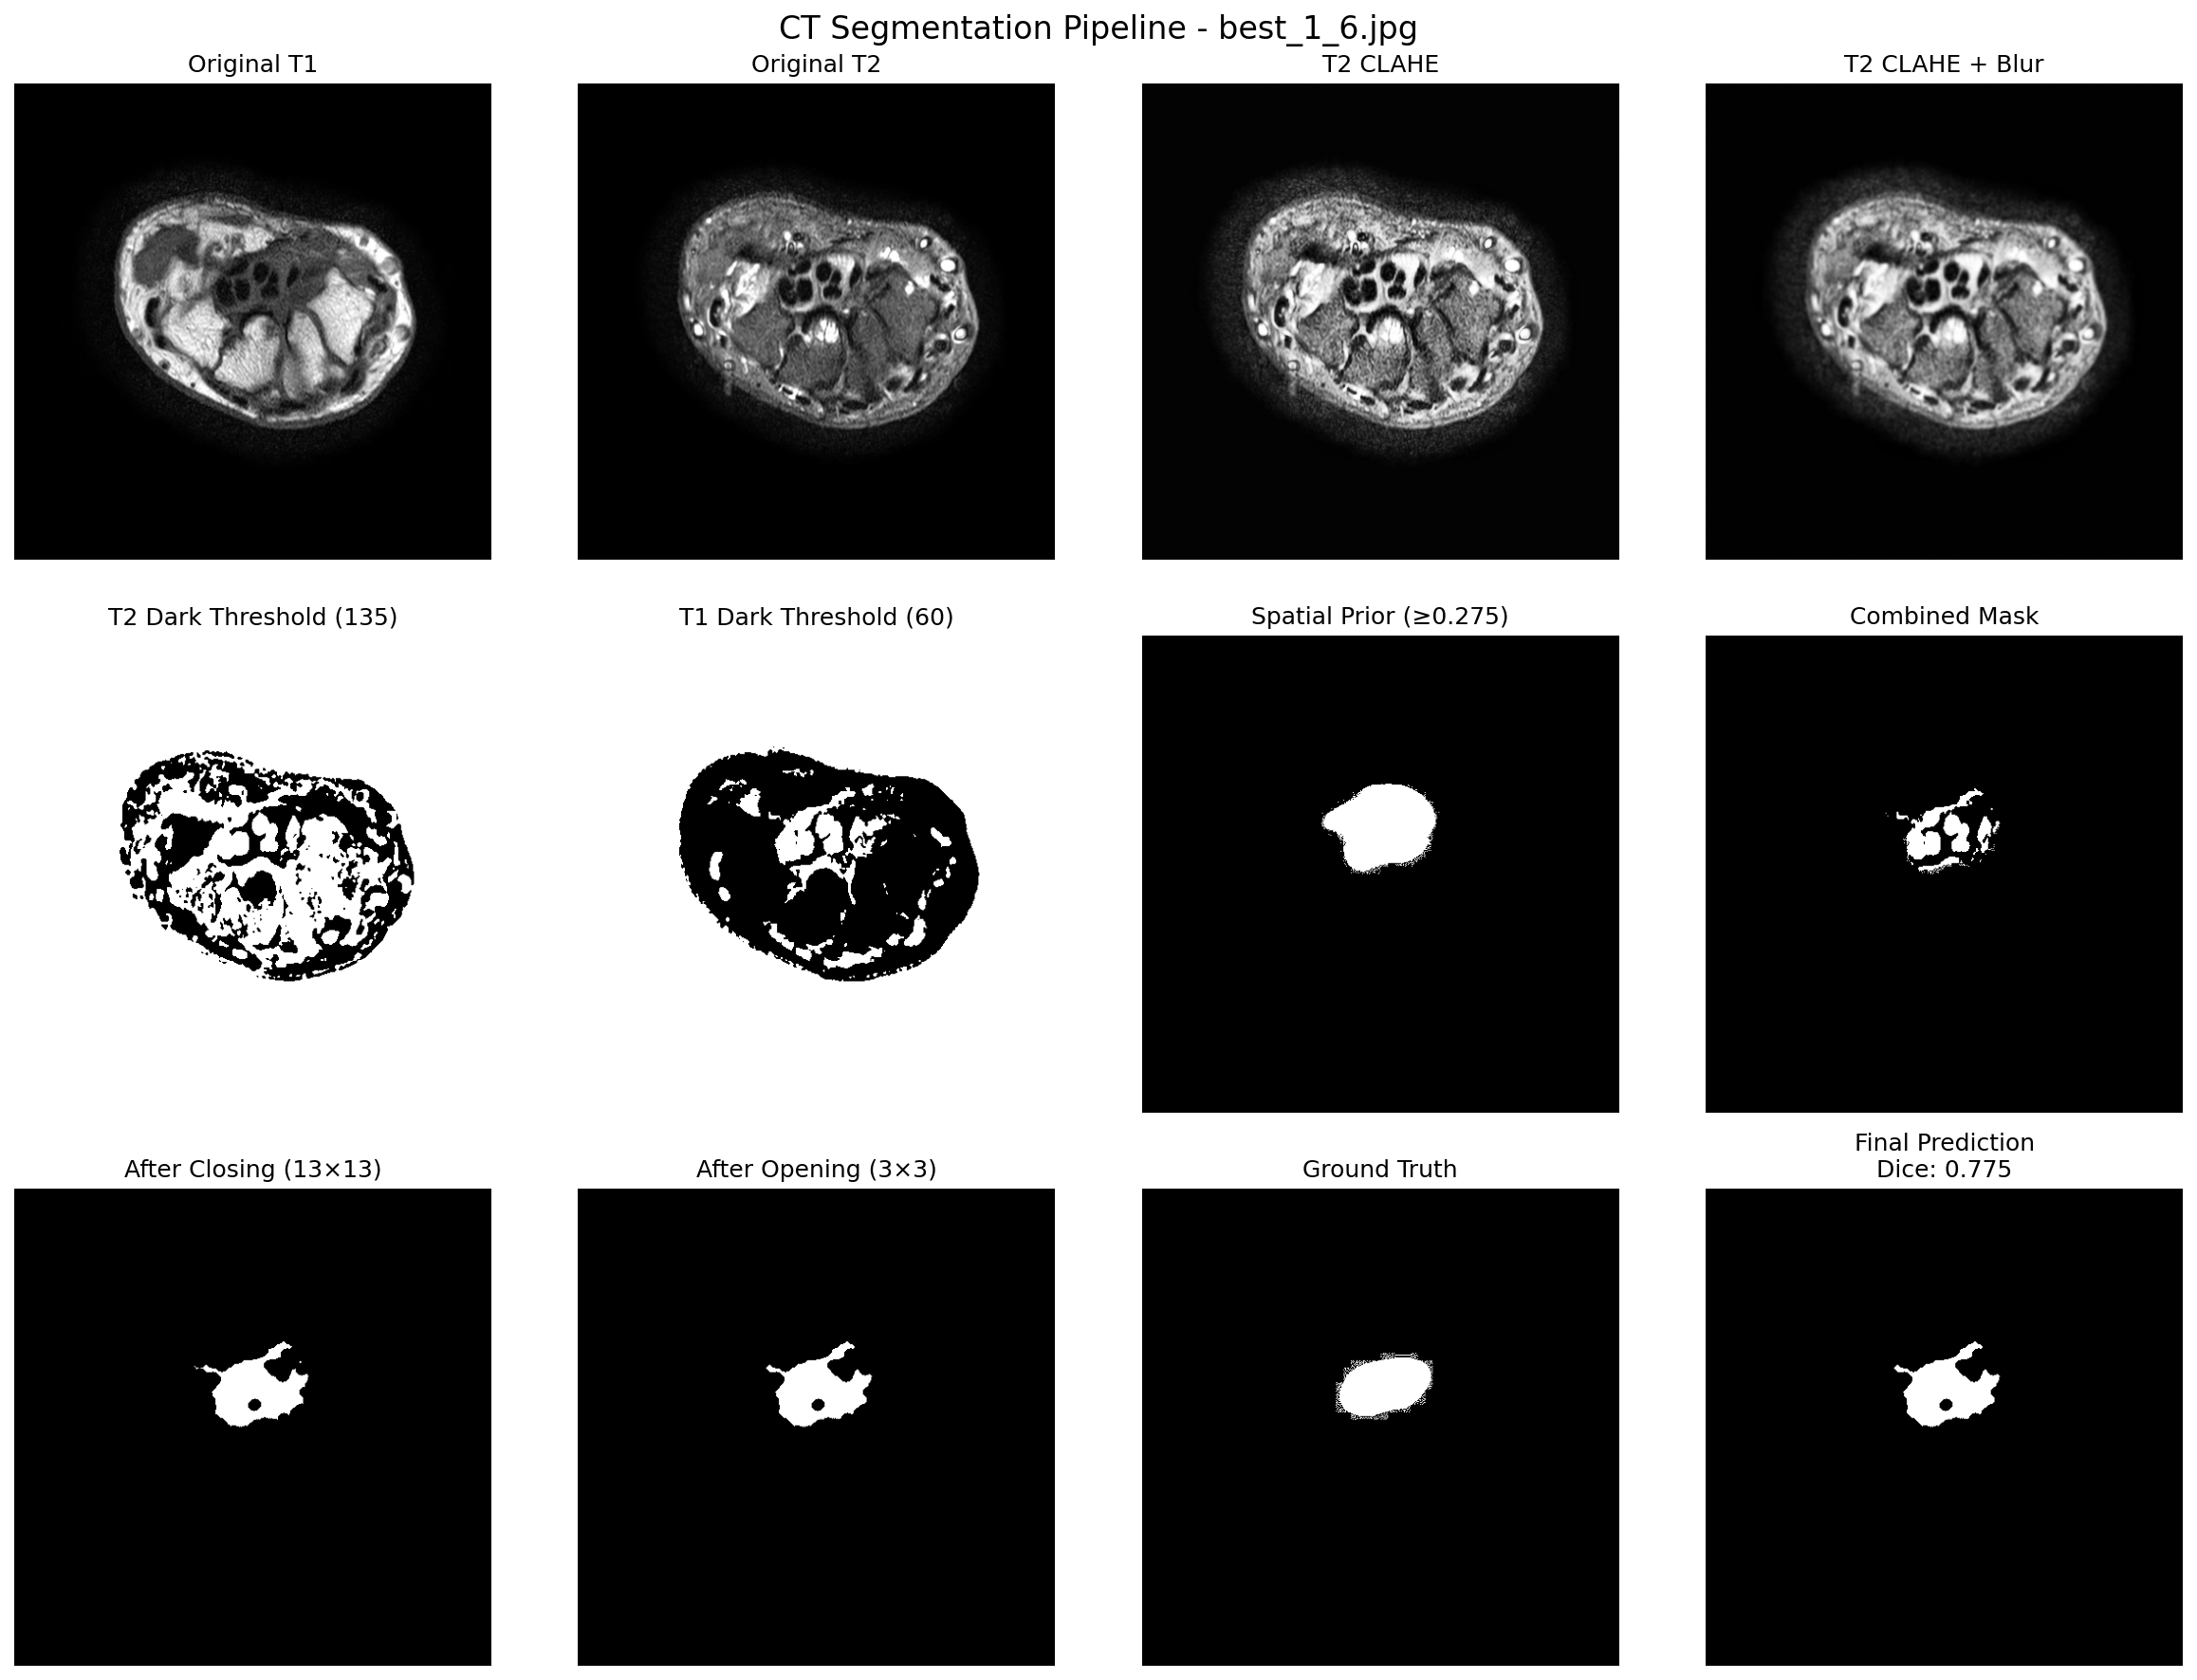 CT Segmentation Pipeline - best_1_6.jpg
Original T1
Original T2
T2 CLAHE
T2 CLAHE + Blur
T2 Dark Threshold (135)
T1 Dark Threshold (60)
Spatial Prior (≥0.275)
Combined Mask
After Closing (13×13)
After Opening (3×3)
Ground Truth
Final Prediction
Dice: 0.775